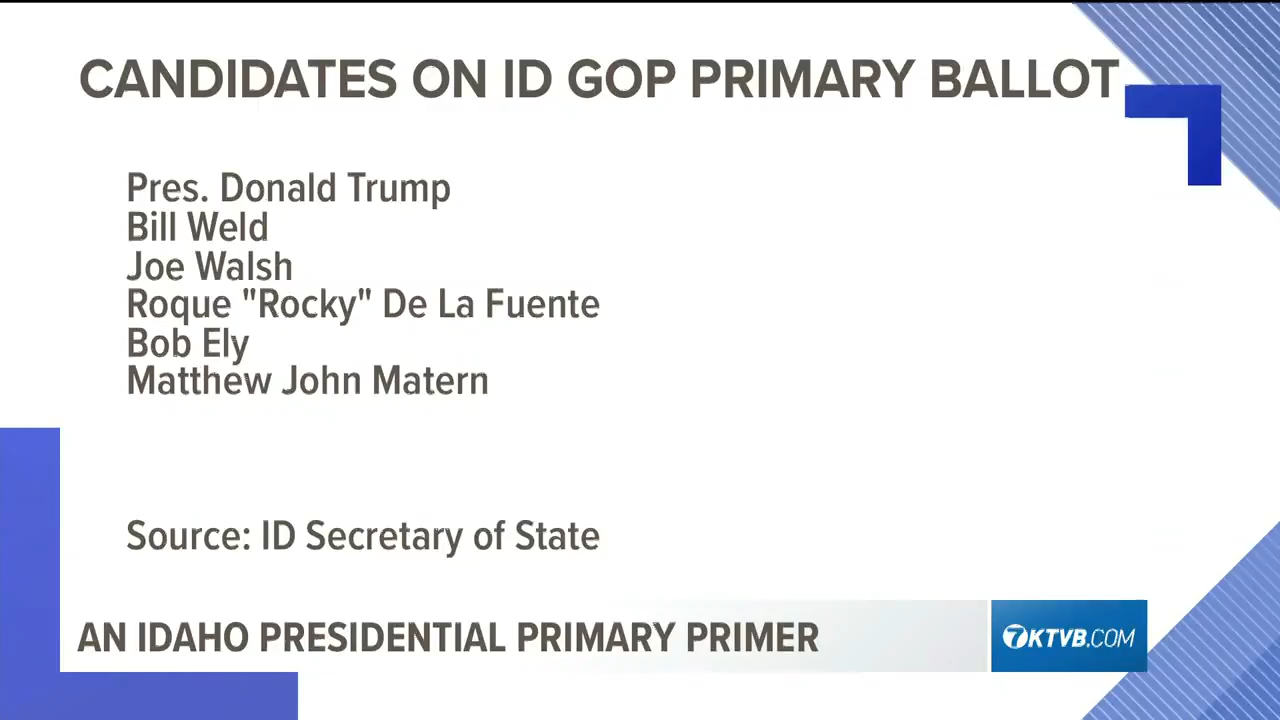 CANDIDATES ON ID GOP PRIMARY BALLOT
Pres. Donald Trump
Bill Weld
Joe Walsh
Roque "Rocky" De La Fuente
Bob Ely
Matthew John Matern
Source: ID Secretary of State
AN IDAHO PRESIDENTIAL PRIMARY PRIMER
7KTVB.COM